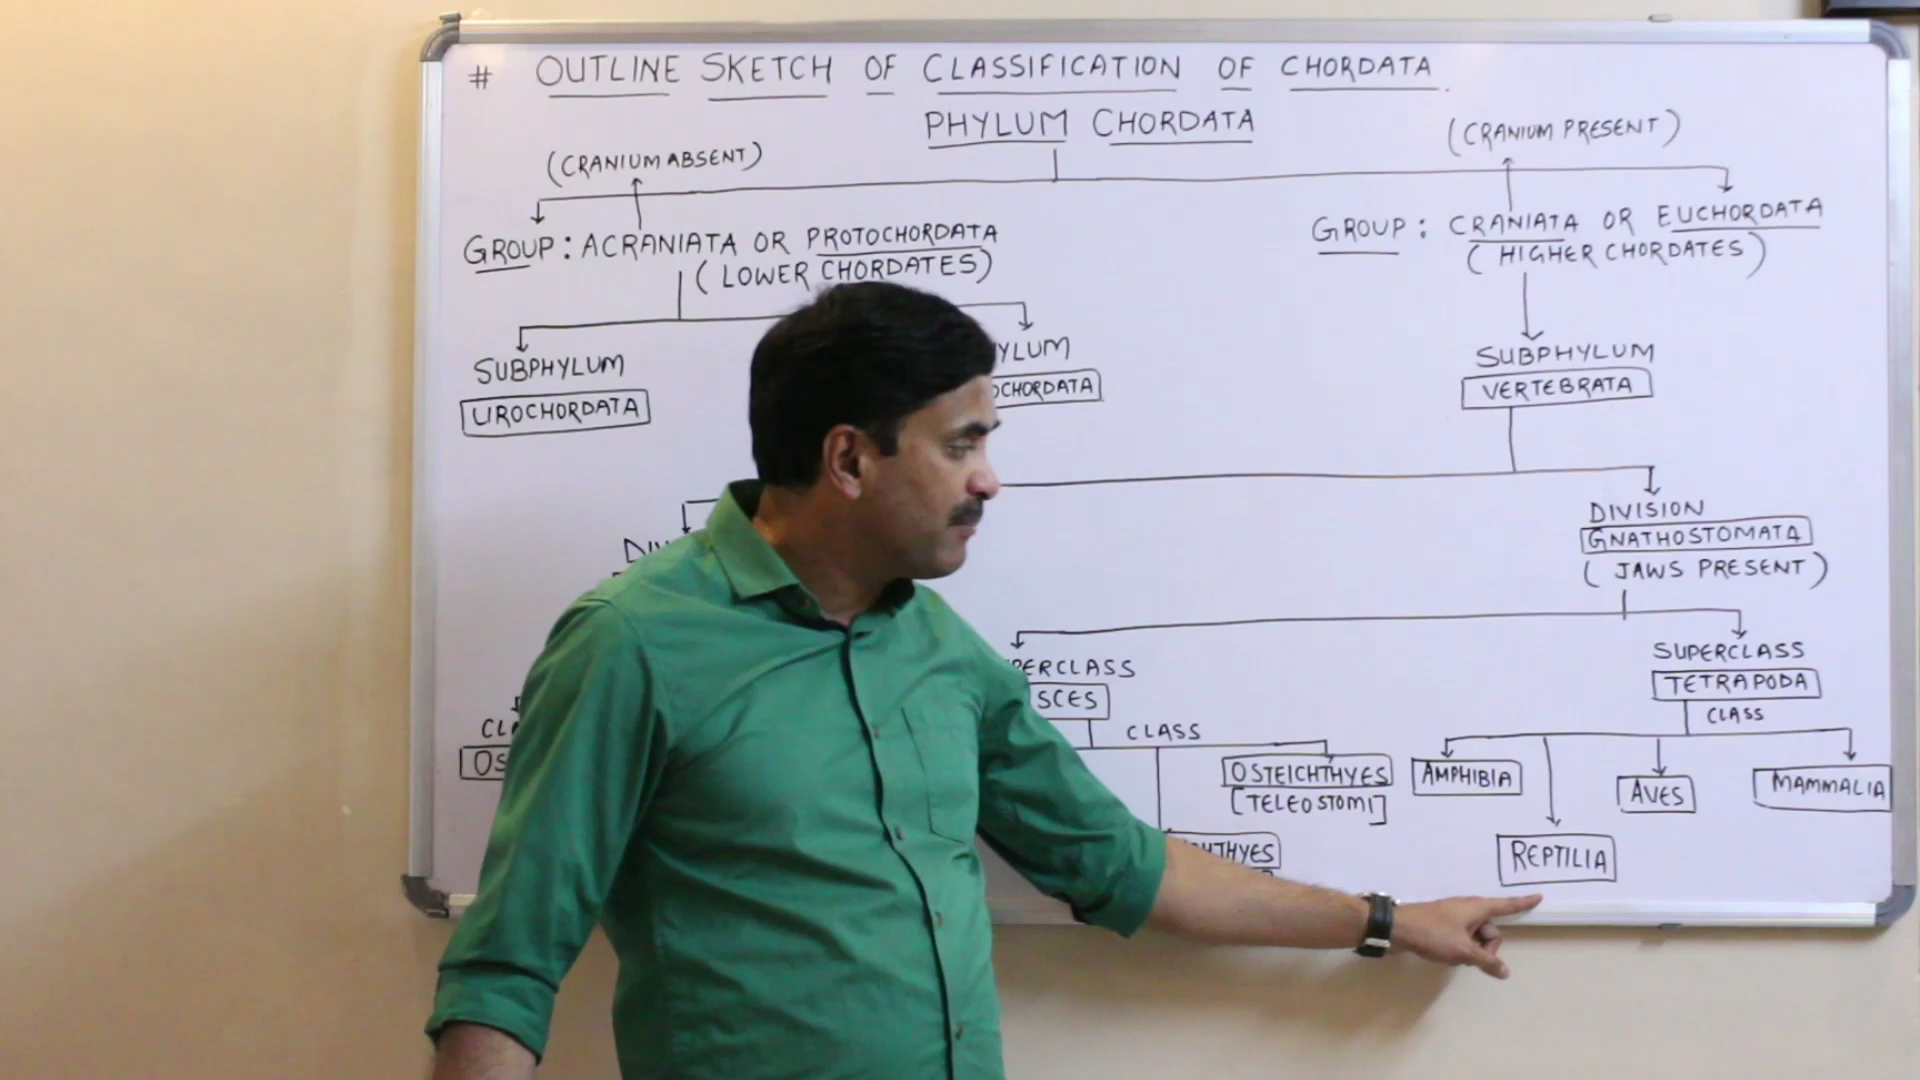 # OUTLINE SKETCH OF CLASSIFICATION OF CHORDATA.
PHYLUM CHORDATA
(CRANIUM ABSENT)
(CRANIUM PRESENT)
GROUP: ACRANIATA OR PROTOCHORDATA
(LOWER CHORDATES)
GROUP: CRANIATA OR EUCHORDATA
(HIGHER CHORDATES)
SUBPHYLUM
UROCHORDATA
SUBPHYLUM
VERTEBRATA
DIVISION
GNATHOSTOMATA
(JAWS PRESENT)
SUPERCLASS
TETRAPODA
CLASS
CLASS
OSTEICHTHYES
[TELEOSTOMI]
AMPHIBIA
REPTILIA
AVES
MAMMALIA